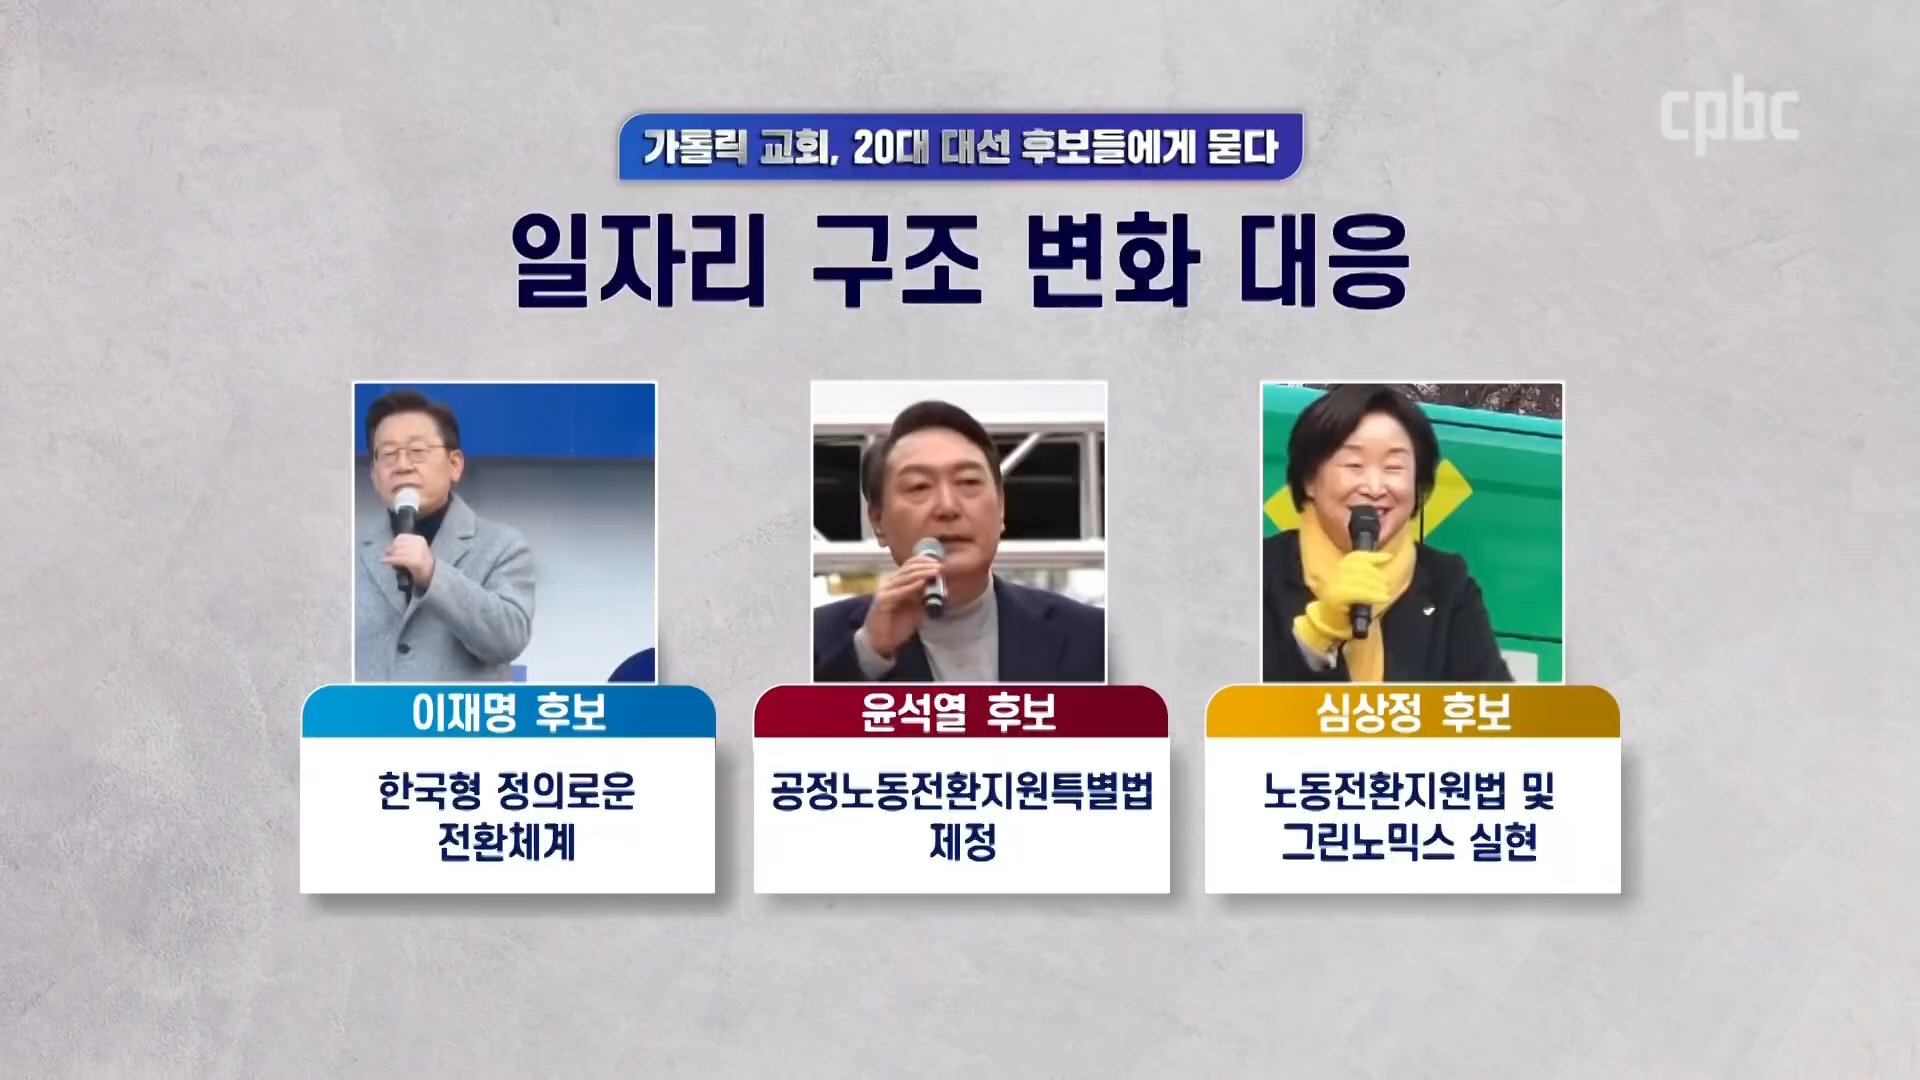 cpbc
가톨릭 교회, 20대 대선 후보들에게 묻다
일자리 구조 변화 대응
이재명 후보
한국형 정의로운
전환체계
윤석열 후보
공정노동전환지원특별법
제정
심상정 후보
노동전환지원법 및
그린노믹스 실현